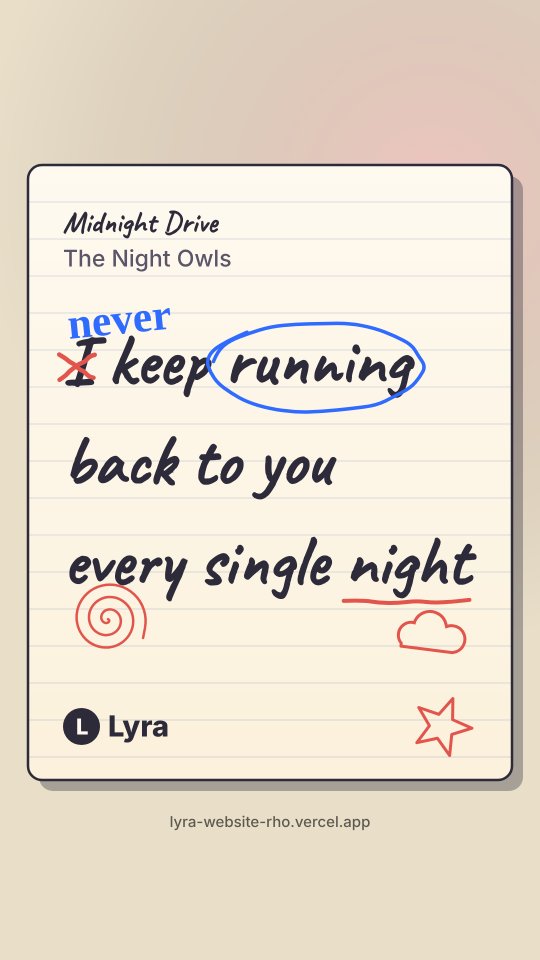 Midnight Drive
The Night Owls
never
I keep running
back to you
every single night
L Lyra
lyra-website-rho.vercel.app